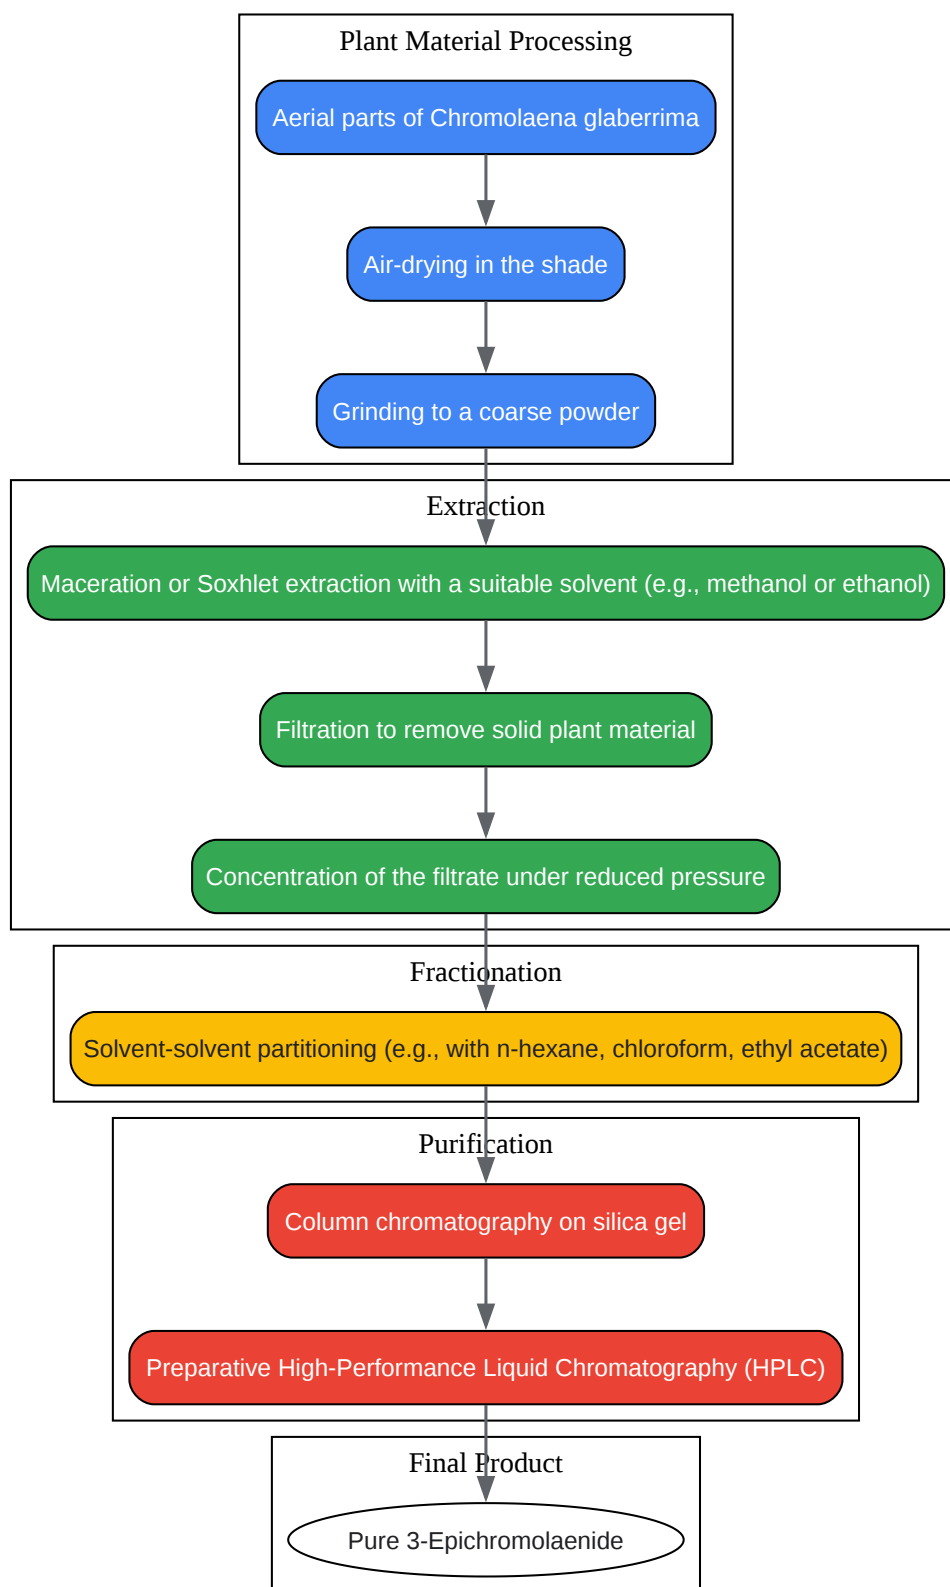 Plant Material Processing
Aerial parts of Chromolaena glaberrima
Air-drying in the shade
Grinding to a coarse powder
Extraction
Maceration or Soxhlet extraction with a suitable solvent (e.g., methanol or ethanol)
Filtration to remove solid plant material
Concentration of the filtrate under reduced pressure
Fractionation
Solvent-solvent partitioning (e.g., with n-hexane, chloroform, ethyl acetate)
Purification
Column chromatography on silica gel
Preparative High-Performance Liquid Chromatography (HPLC)
Final Product
Pure 3-Epichromolaenide